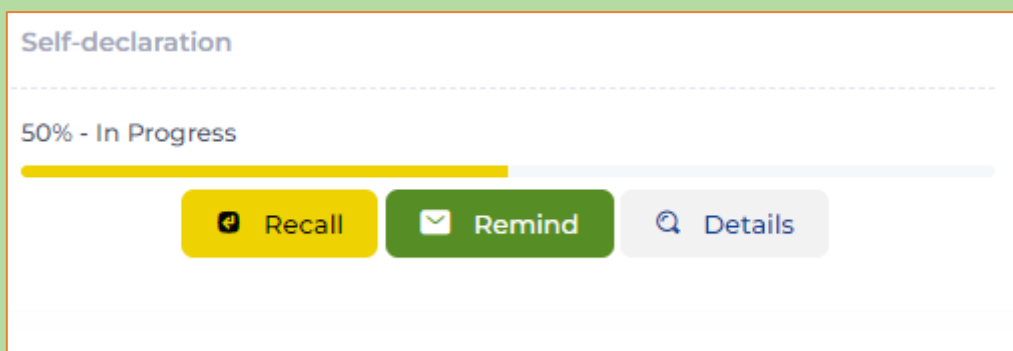 Self-declaration
50% - In Progress
Recall Remind Details